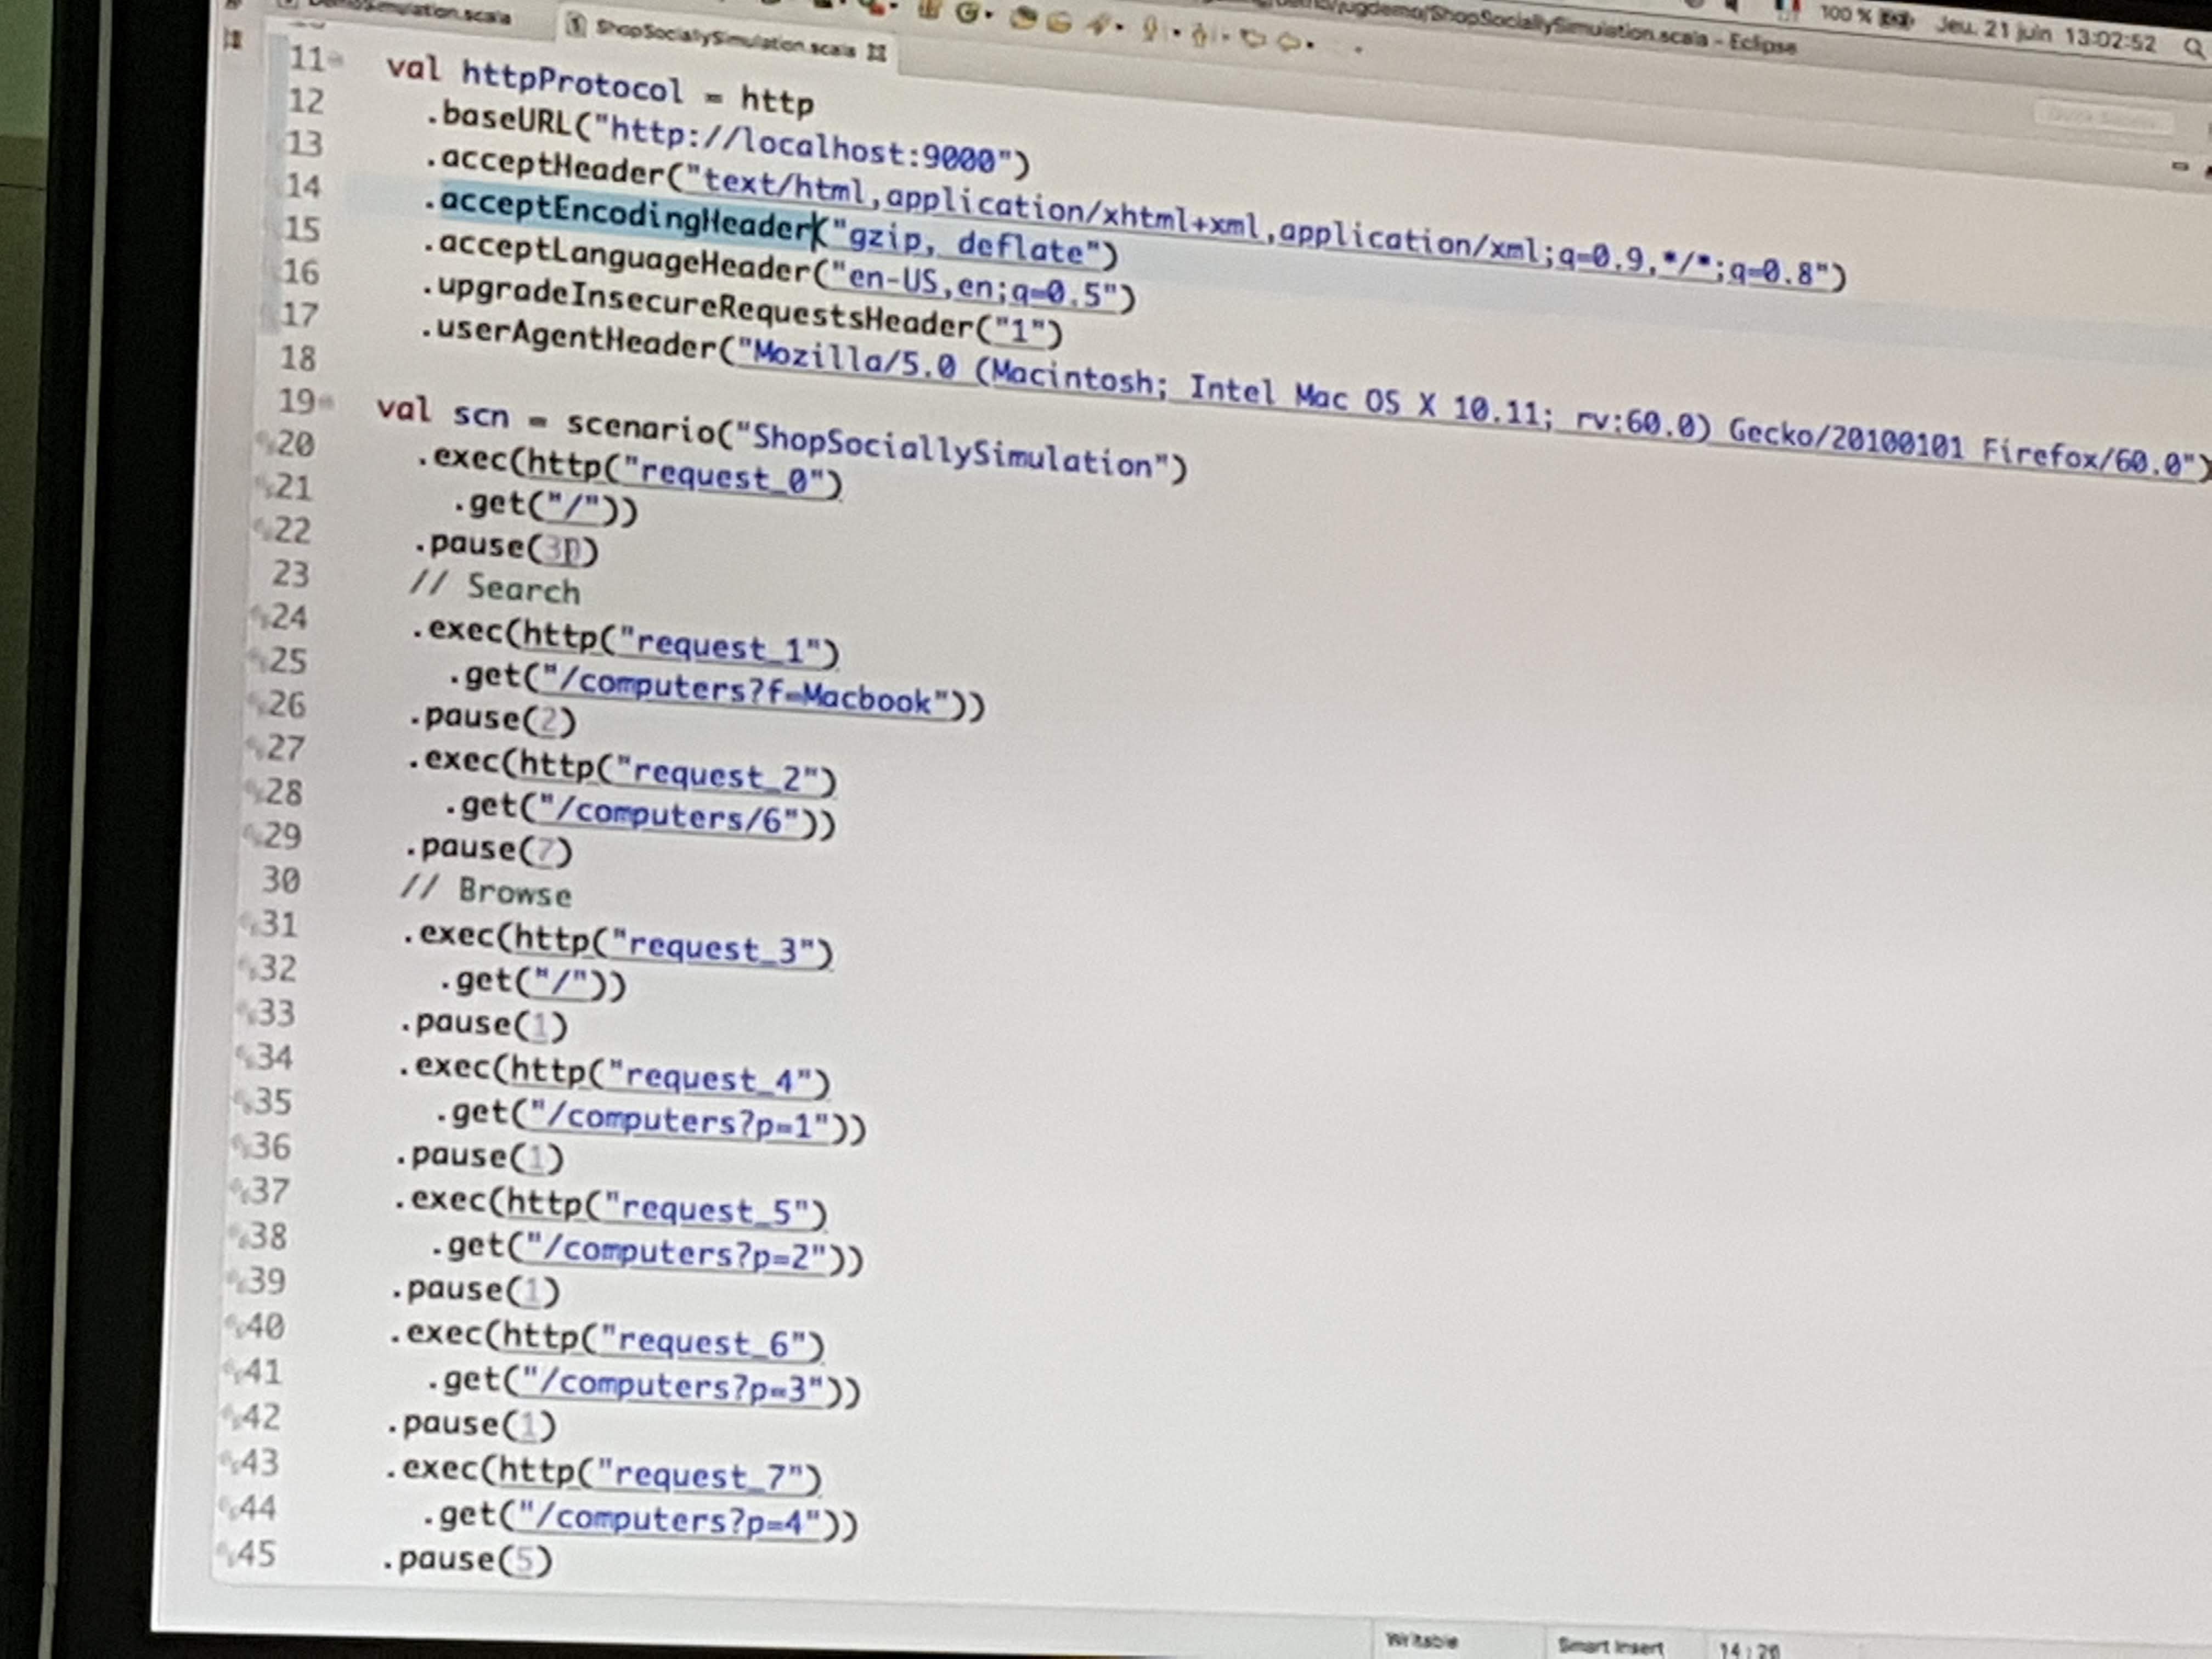 DemoSimulation.scala
ShopSociallySimulation.scala
jugdemo/ShopSociallySimulation.scala - Eclipse
100 %
Jeu. 21 juin 13:02:52
11 val httpProtocol = http
12 .baseURL("http://localhost:9000")
13 .acceptHeader("text/html,application/xhtml+xml,application/xml;q=0.9,*/*;q=0.8")
14 .acceptEncodingHeader("gzip, deflate")
15 .acceptLanguageHeader("en-US,en;q=0.5")
16 .upgradeInsecureRequestsHeader("1")
17 .userAgentHeader("Mozilla/5.0 (Macintosh; Intel Mac OS X 10.11; rv:60.0) Gecko/20100101 Firefox/60.0")
18
19 val scn = scenario("ShopSociallySimulation")
20 .exec(http("request_0")
21 .get("/"))
22 .pause()
23 // Search
24 .exec(http("request_1")
25 .get("/computers?f=Macbook"))
26 .pause(2)
27 .exec(http("request_2")
28 .get("/computers/6"))
29 .pause(7)
30 // Browse
31 .exec(http("request_3")
32 .get("/"))
33 .pause(1)
34 .exec(http("request_4")
35 .get("/computers?p=1"))
36 .pause(1)
37 .exec(http("request_5")
38 .get("/computers?p=2"))
39 .pause(1)
40 .exec(http("request_6")
41 .get("/computers?p=3"))
42 .pause(1)
43 .exec(http("request_7")
44 .get("/computers?p=4"))
45 .pause(5)
Writable
Smart Insert
14 : 26